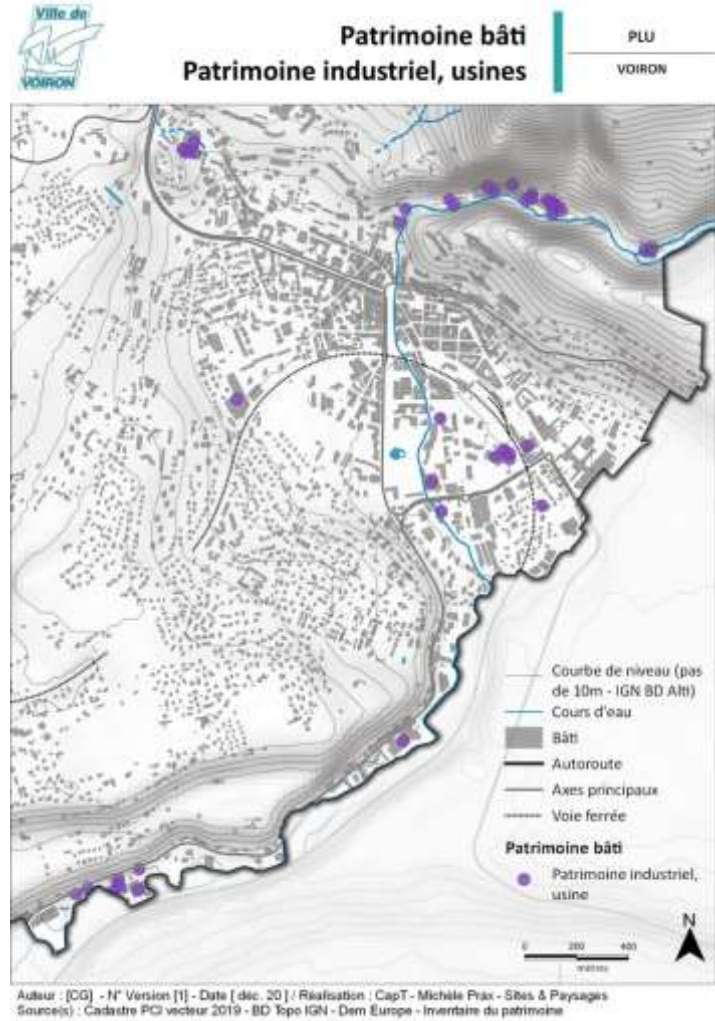 Ville de
VOIRON
Patrimoine bâti
Patrimoine industriel, usines
PLU
VOIRON
Courbe de niveau (pas
de 10m - IGN BD Alti)
Cours d'eau
Bâti
Autoroute
Axes principaux
Voie ferrée
Patrimoine bâti
Patrimoine industriel,
usine
N
0 200 400
mètres
Auteur : [CG] - N° Version [1] - Date [ déc. 20 ] / Réalisation : CapT - Michèle Prax - Sites & Paysages
Source(s) : Cadastre PCI vecteur 2019 - BD Topo IGN - Dem Europe - Inventaire du patrimoine